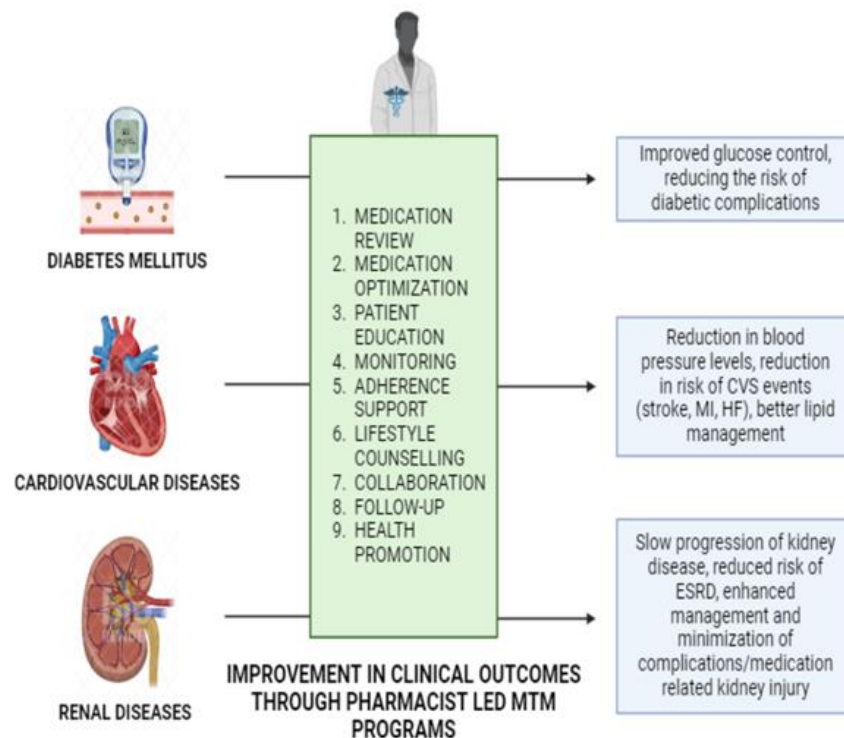 DIABETES MELLITUS
CARDIOVASCULAR DISEASES
RENAL DISEASES
1. MEDICATION
REVIEW
2. MEDICATION
OPTIMIZATION
3. PATIENT
EDUCATION
4. MONITORING
5. ADHERENCE
SUPPORT
6. LIFESTYLE
COUNSELLING
7. COLLABORATION
8. FOLLOW-UP
9. HEALTH
PROMOTION
IMPROVEMENT IN CLINICAL OUTCOMES
THROUGH PHARMACIST LED MTM
PROGRAMS
Improved glucose control,
reducing the risk of
diabetic complications
Reduction in blood
pressure levels, reduction
in risk of CVS events
(stroke, MI, HF), better lipid
management
Slow progression of kidney
disease, reduced risk of
ESRD, enhanced
management and
minimization of
complications/medication
related kidney injury